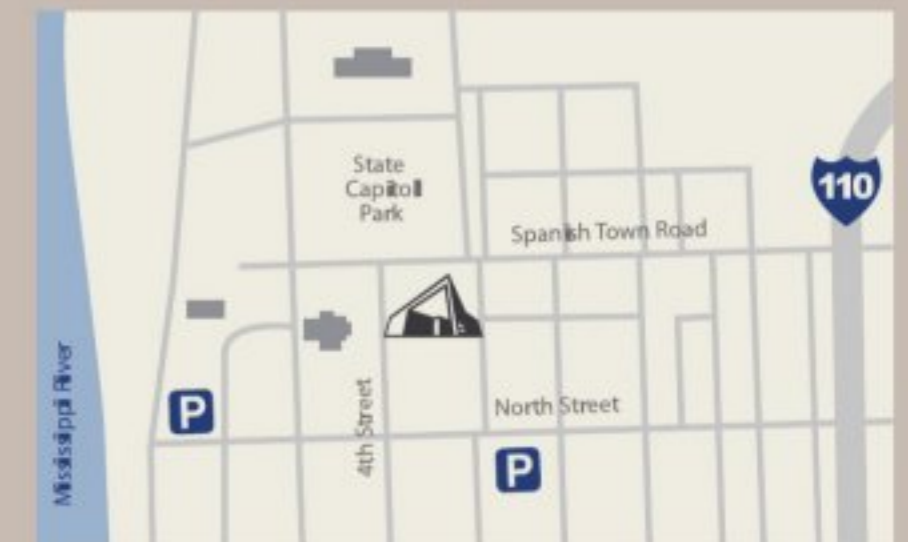 State
Capitol
Park
110
Spanish Town Road
Mississippi River
P
4th Street
North Street
P